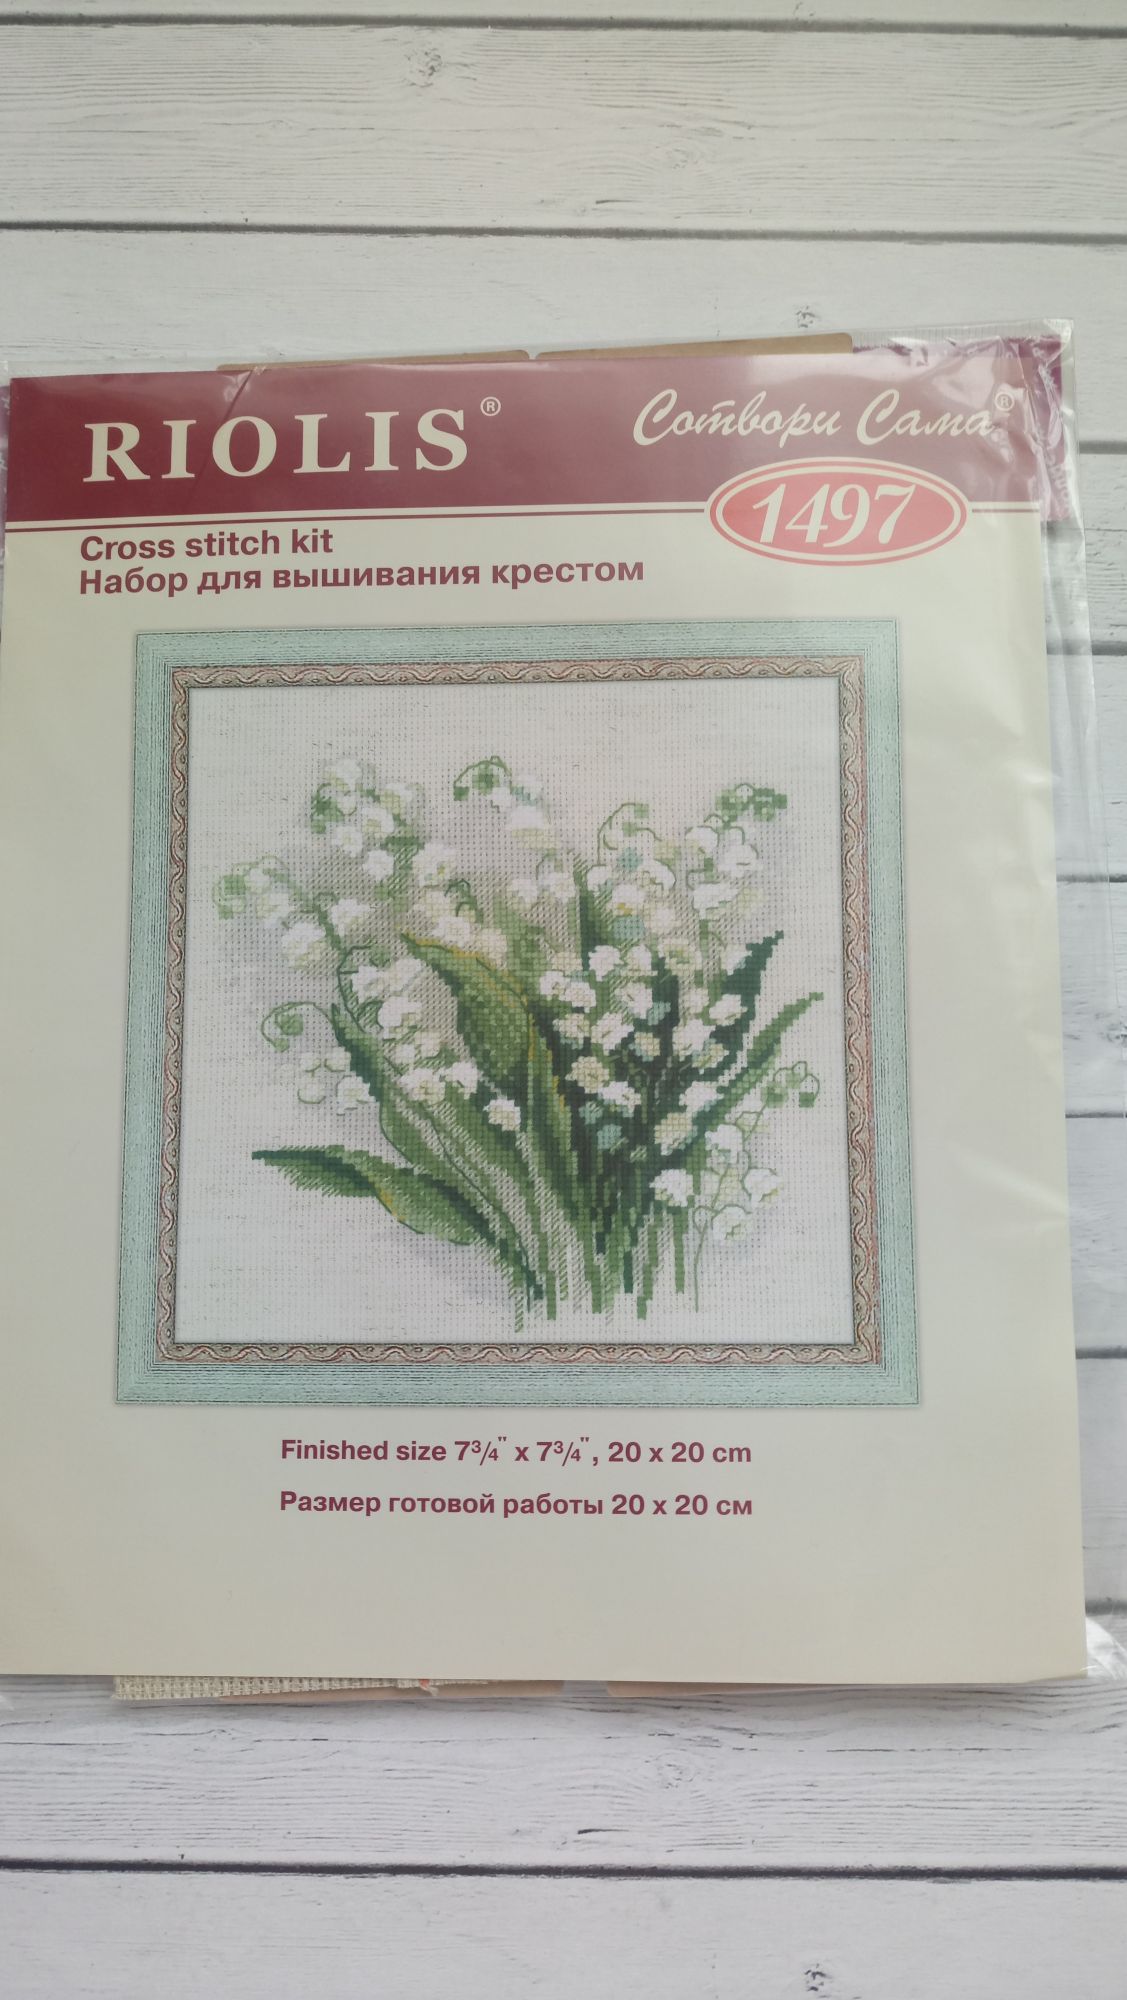 RIOLIS®
Сотвори Сама®
1497
Cross stitch kit
Набор для вышивания крестом
Finished size 7¾" x 7¾", 20 x 20 cm
Размер готовой работы 20 x 20 см